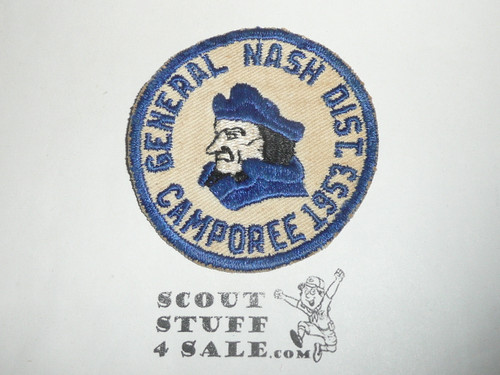 GENERAL NASH DIST.
CAMPOREE 1953
SCOUT
STUFF
4 SALE.com